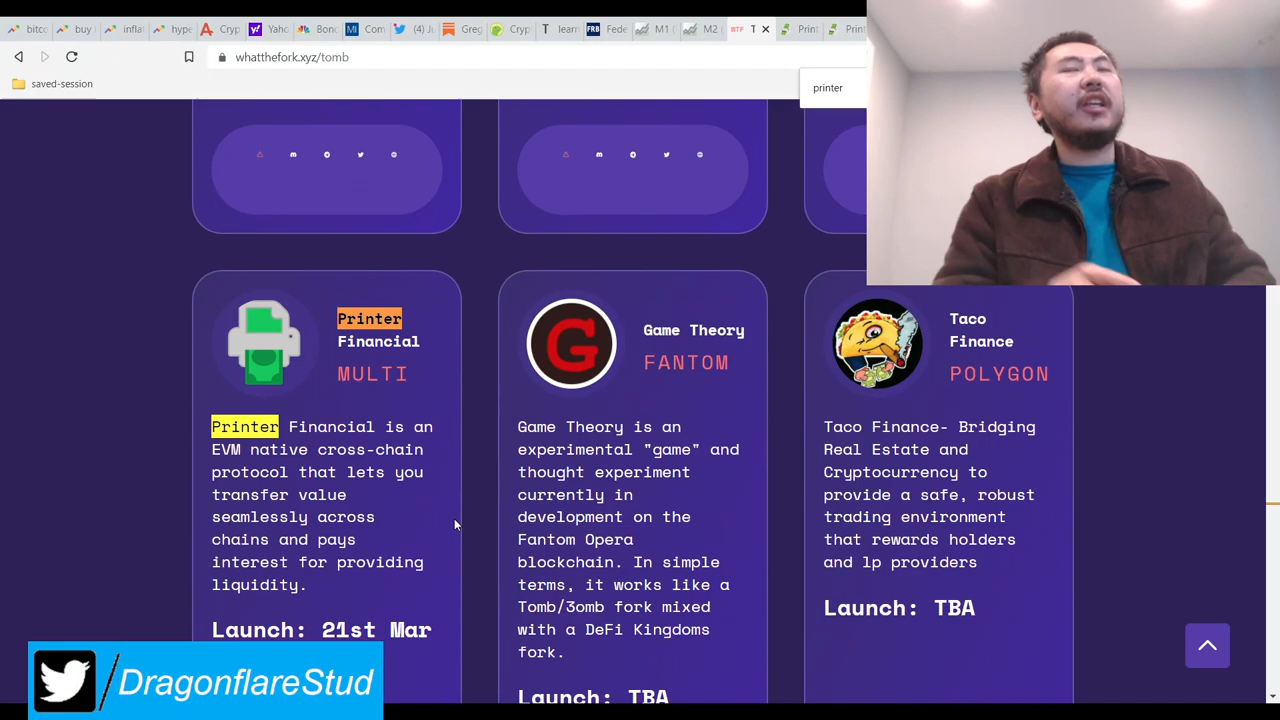 bitco
buy
inflat
hype
Cryp
Yaho
Bonc
Com
(4) J
Greg
Cryp
learn
Fede
M1 (
M2 (
T
Print
Print
whatthefork.xyz/tomb
saved-session
printer
Printer
Financial
MULTI
Printer Financial is an
EVM native cross-chain
protocol that lets you
transfer value
seamlessly across
chains and pays
interest for providing
liquidity.
Launch: 21st Mar
G
Game Theory
FANTOM
Game Theory is an
experimental "game" and
thought experiment
currently in
development on the
Fantom Opera
blockchain. In simple
terms, it works like a
Tomb/3omb fork mixed
with a DeFi Kingdoms
fork.
Launch: TBA
Taco
Finance
POLYGON
Taco Finance- Bridging
Real Estate and
Cryptocurrency to
provide a safe, robust
trading environment
that rewards holders
and lp providers
Launch: TBA
/DragonflareStud